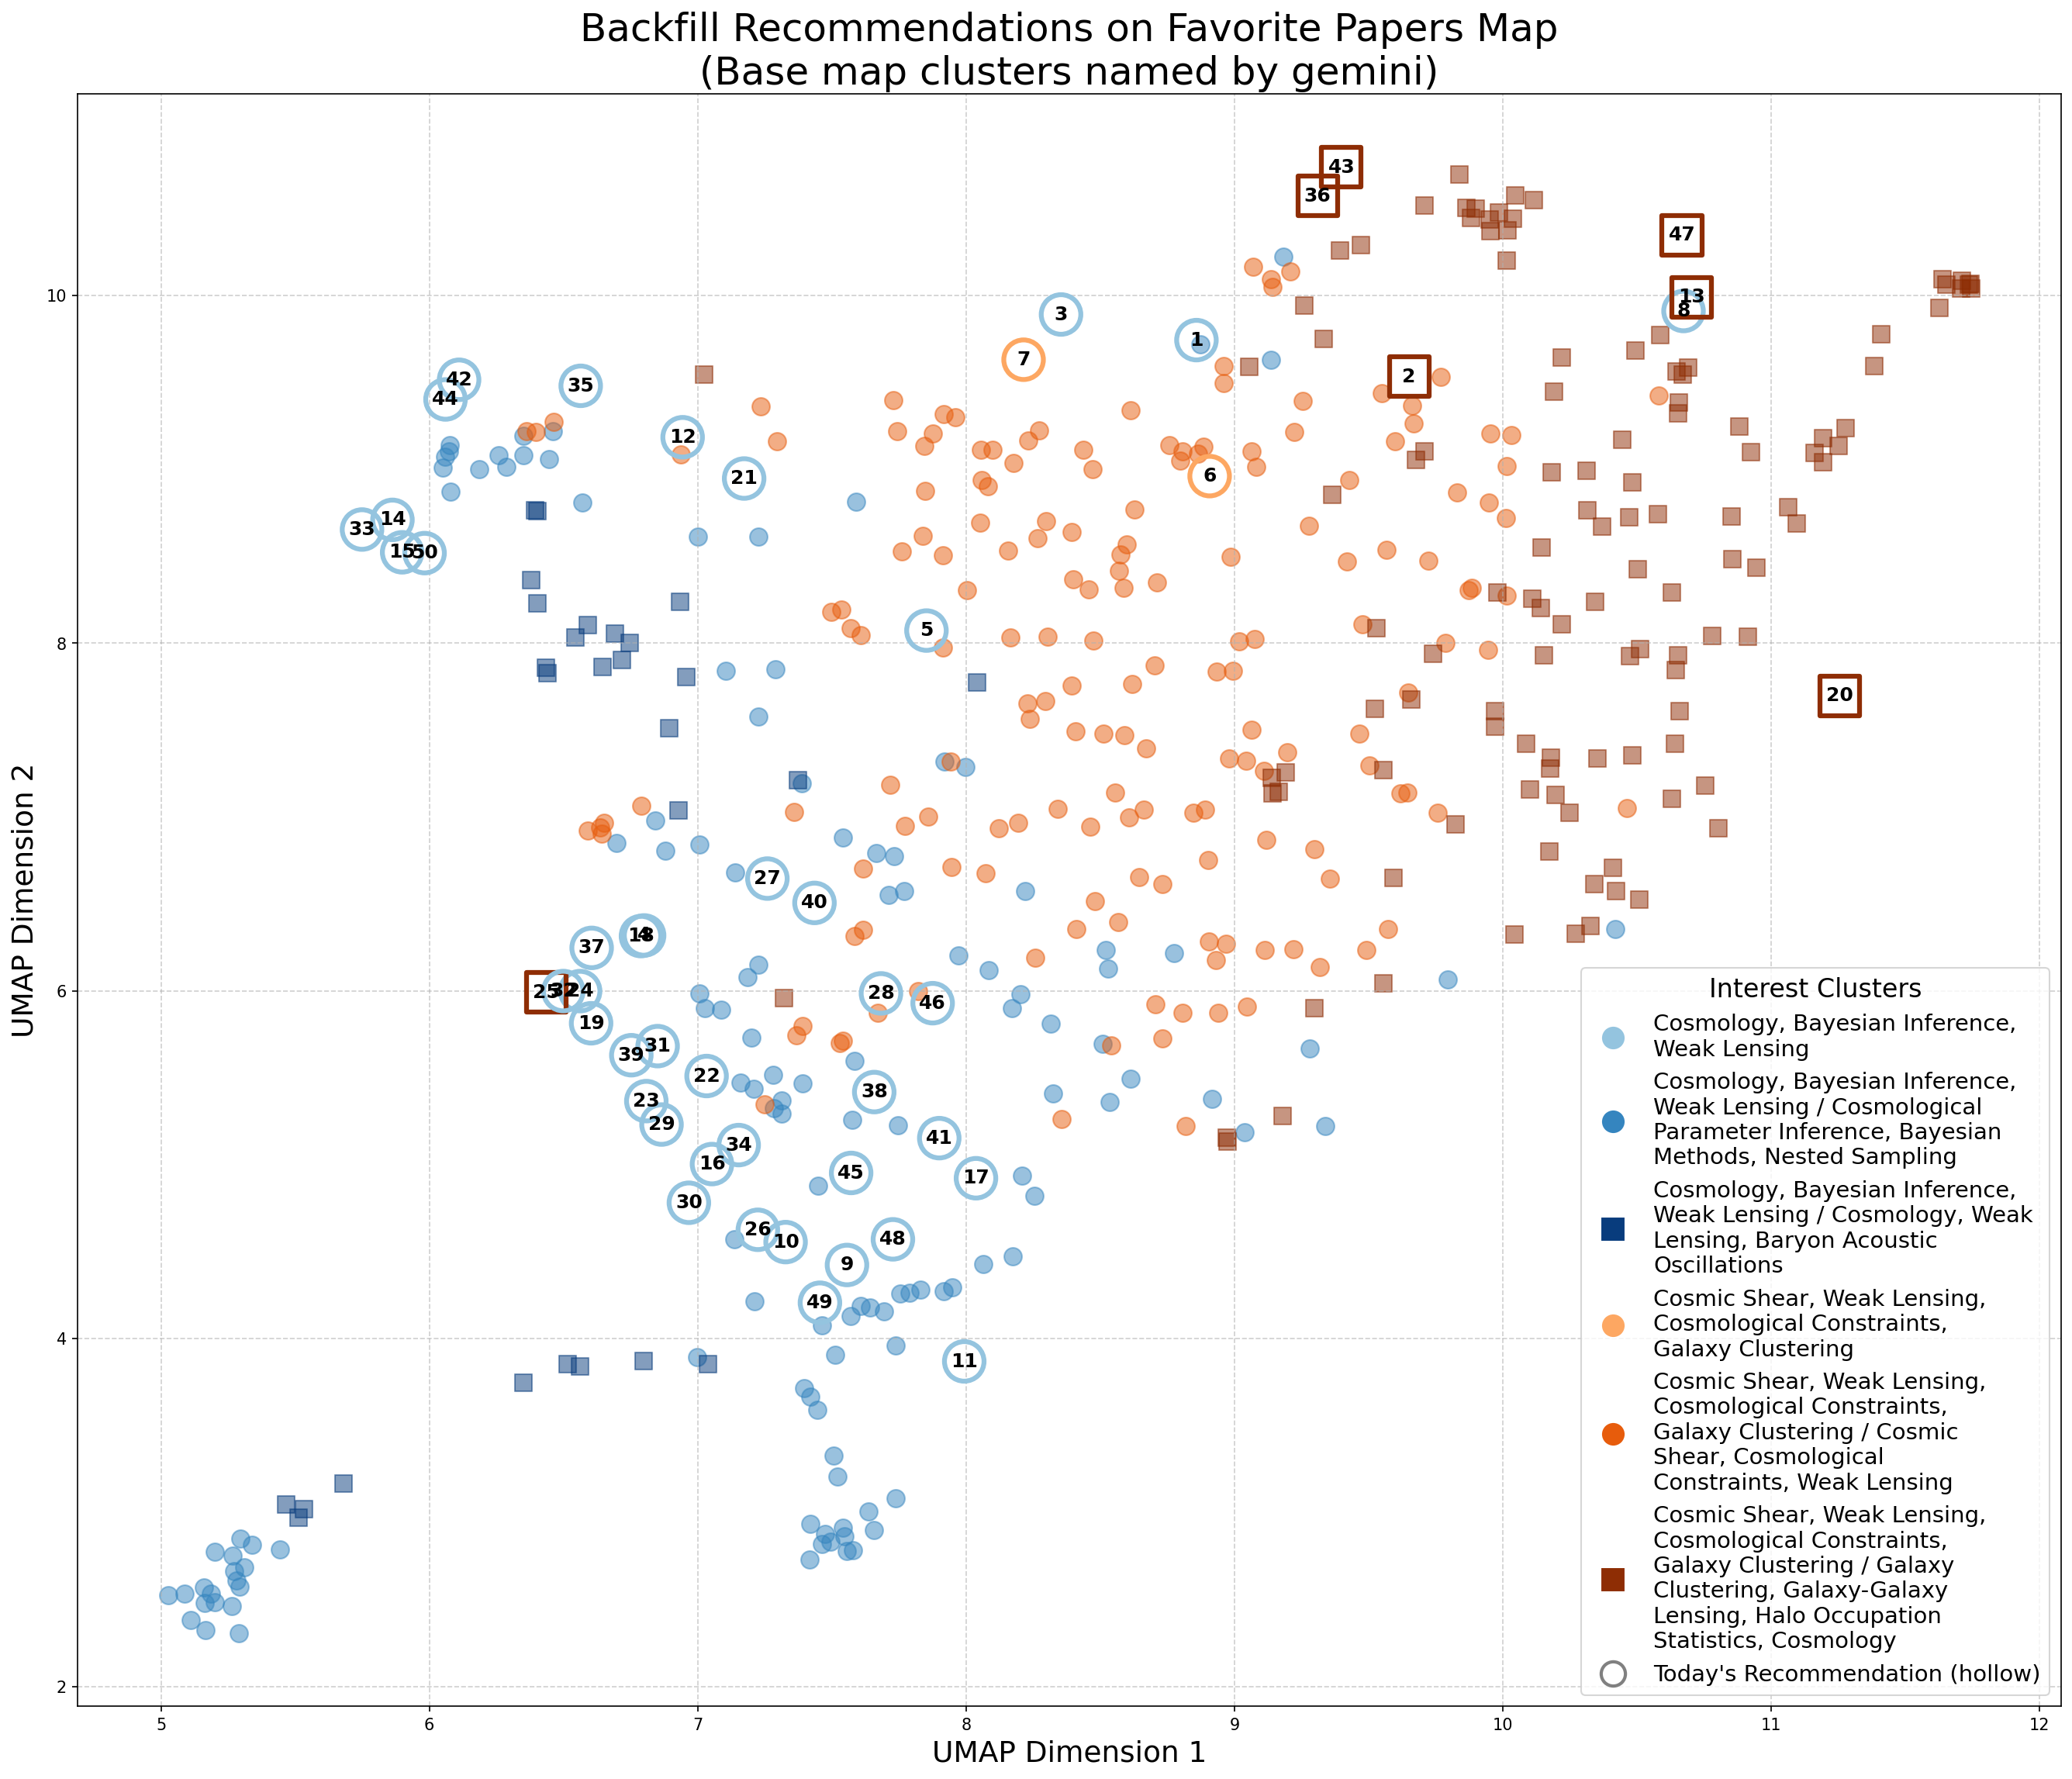 Backfill Recommendations on Favorite Papers Map
(Base map clusters named by gemini)
43
36
47
13
8
3
1
7
2
42
35
44
12
21
6
14
33
15
50
5
20
27
40
18
37
25
32
24
28
46
19
31
39
22
38
23
29
34
41
16
45
17
30
26
10
48
9
49
11
10
8
6
4
2
5
6
7
8
9
10
11
12
UMAP Dimension 1
UMAP Dimension 2
Interest Clusters
Cosmology, Bayesian Inference,
Weak Lensing
Cosmology, Bayesian Inference,
Weak Lensing / Cosmological
Parameter Inference, Bayesian
Methods, Nested Sampling
Cosmology, Bayesian Inference,
Weak Lensing / Cosmology, Weak
Lensing, Baryon Acoustic
Oscillations
Cosmic Shear, Weak Lensing,
Cosmological Constraints,
Galaxy Clustering
Cosmic Shear, Weak Lensing,
Cosmological Constraints,
Galaxy Clustering / Cosmic
Shear, Cosmological
Constraints, Weak Lensing
Cosmic Shear, Weak Lensing,
Cosmological Constraints,
Galaxy Clustering / Galaxy
Clustering, Galaxy-Galaxy
Lensing, Halo Occupation
Statistics, Cosmology
Today's Recommendation (hollow)